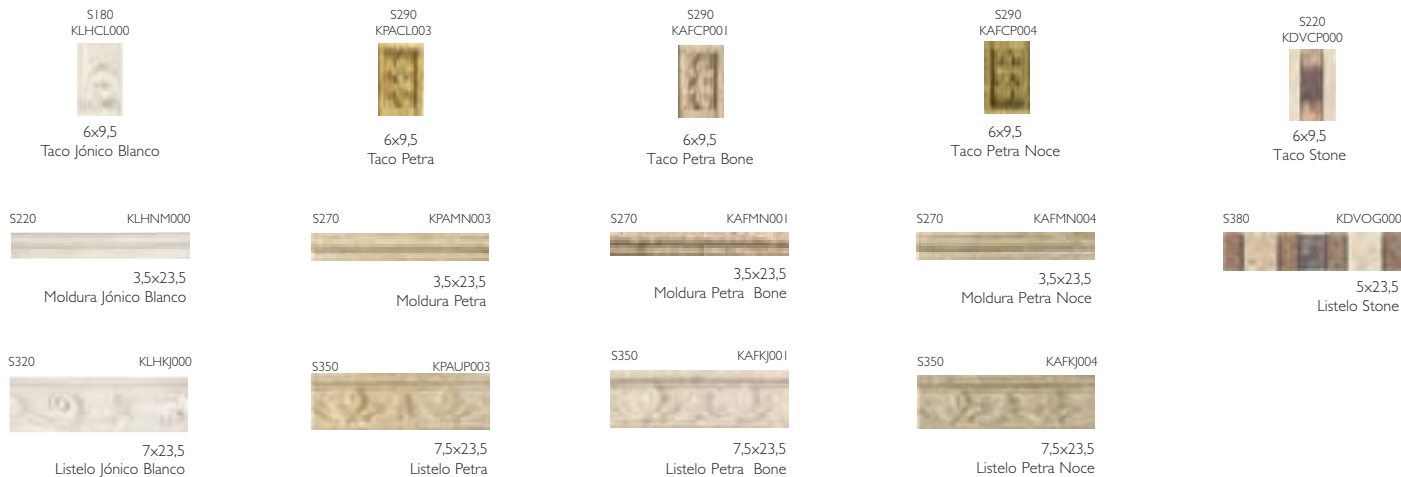 S180
KLHCL000
6x9,5
Taco Jónico Blanco
S290
KPACL003
6x9,5
Taco Petra
S290
KAFCP001
6x9,5
Taco Petra Bone
S290
KAFCP004
6x9,5
Taco Petra Noce
S220
KDVCP000
6x9,5
Taco Stone
S220 KLHNM000
3,5x23,5
Moldura Jónico Blanco
S270 KPAMN003
3,5x23,5
Moldura Petra
S270 KAFMN001
3,5x23,5
Moldura Petra Bone
S270 KAFMN004
3,5x23,5
Moldura Petra Noce
S380 KDVOG000
5x23,5
Listelo Stone
S320 KLHKJ000
7x23,5
Listelo Jónico Blanco
S350 KPAUP003
7,5x23,5
Listelo Petra
S350 KAFKJ001
7,5x23,5
Listelo Petra Bone
S350 KAFKJ004
7,5x23,5
Listelo Petra Noce